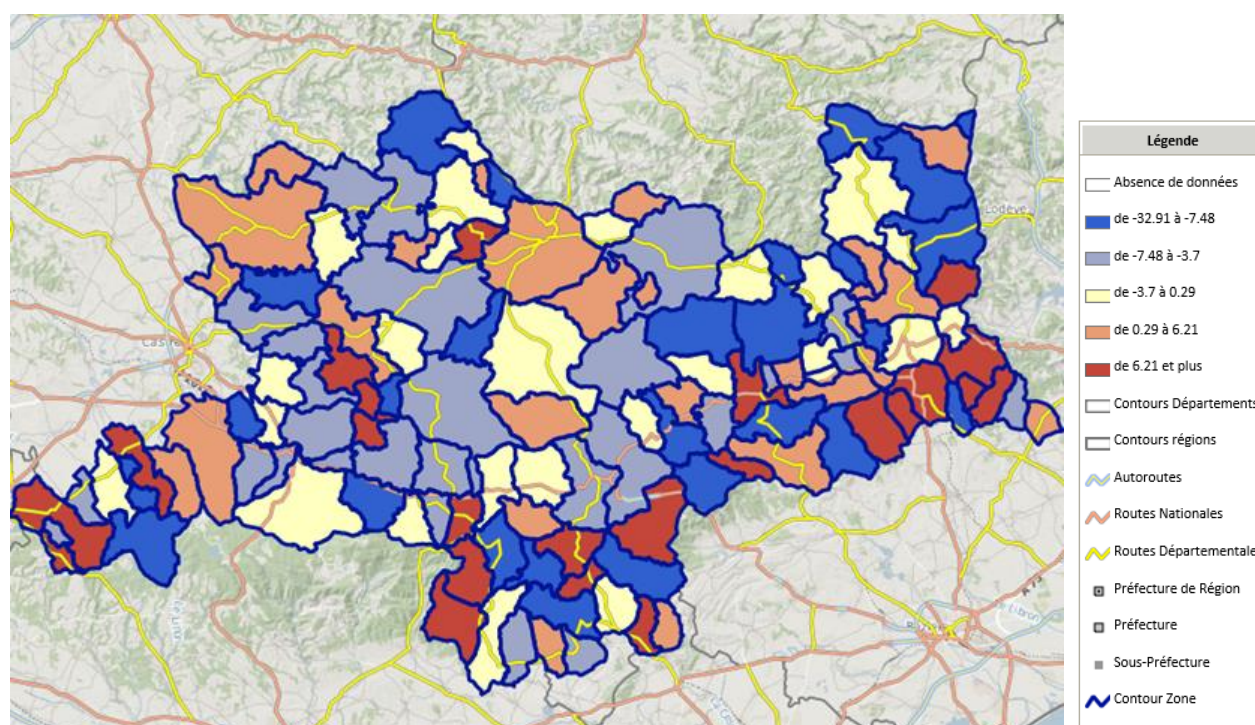 Lodève
Légende
Absence de données
de -32.91 à -7.48
de -7.48 à -3.7
de -3.7 à 0.29
de 0.29 à 6.21
de 6.21 et plus
Contours Départements
Contours régions
Autoroutes
Routes Nationales
Routes Départementale
Préfecture de Région
Préfecture
Sous-Préfecture
Contour Zone